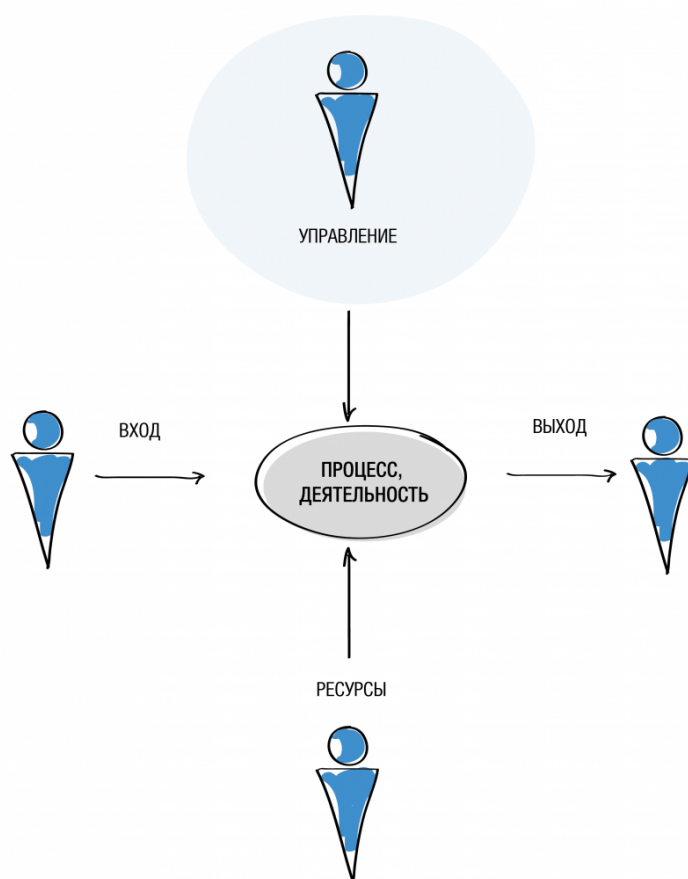 УПРАВЛЕНИЕ
ВХОД
ВЫХОД
ПРОЦЕСС,
ДЕЯТЕЛЬНОСТЬ
РЕСУРСЫ